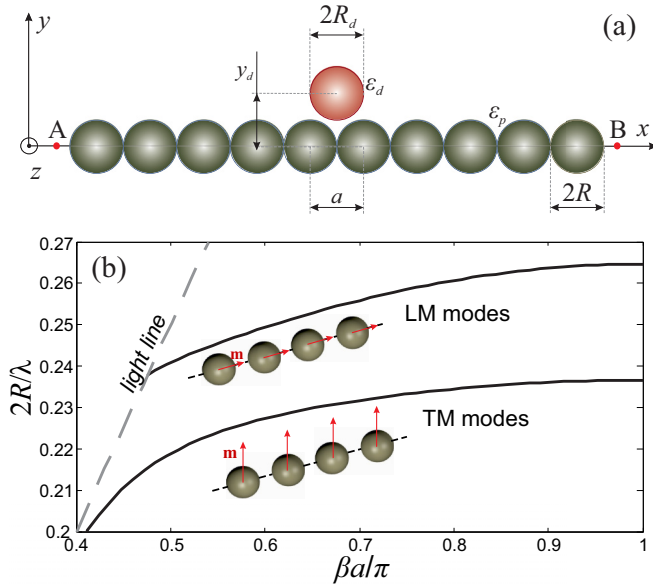 (a)
y
2R_d
y_d
ε_d
ε_p
A
B
x
z
a
2R
(b)
0.27
0.26
0.25
0.24
0.23
0.22
0.21
0.2
2R/λ
light line
LM modes
m
TM modes
m
0.4 0.5 0.6 0.7 0.8 0.9 1
βa/π